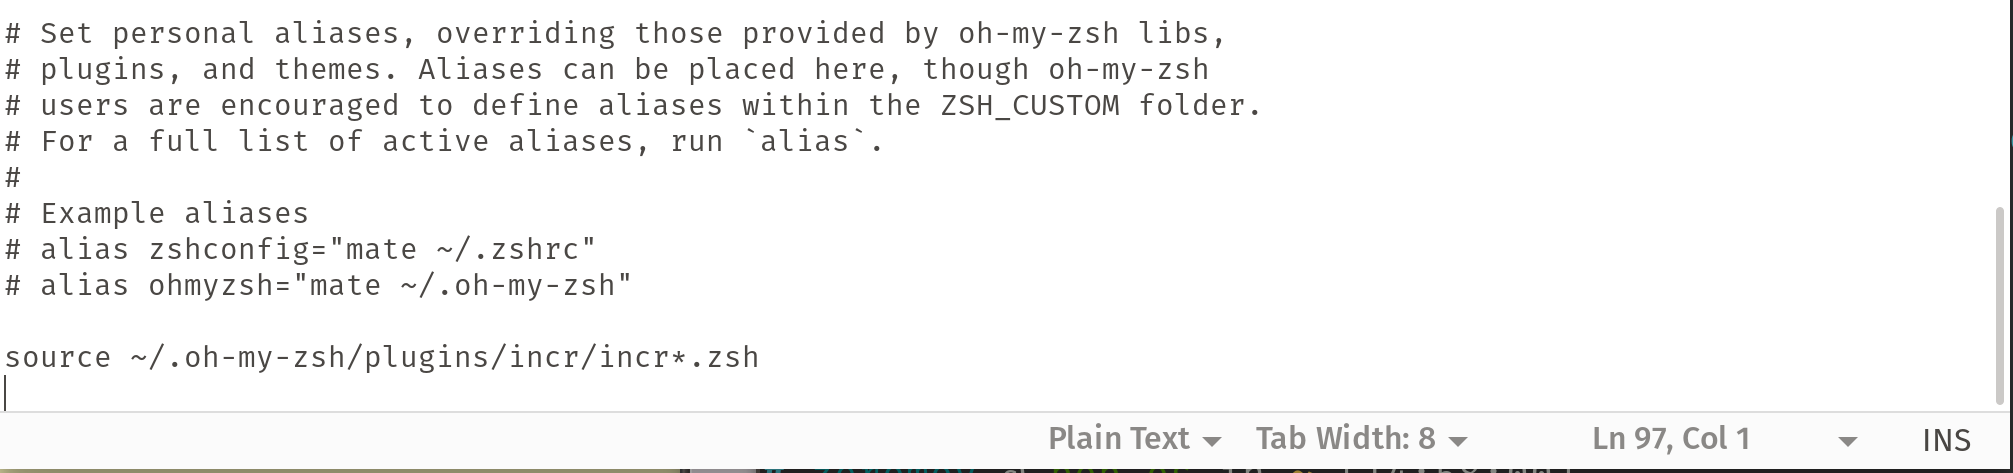 # Set personal aliases, overriding those provided by oh-my-zsh libs,
# plugins, and themes. Aliases can be placed here, though oh-my-zsh
# users are encouraged to define aliases within the ZSH_CUSTOM folder.
# For a full list of active aliases, run `alias`.
#
# Example aliases
# alias zshconfig="mate ~/.zshrc"
# alias ohmyzsh="mate ~/.oh-my-zsh"
source ~/.oh-my-zsh/plugins/incr/incr*.zsh
Plain Text Tab Width: 8 Ln 97, Col 1 INS